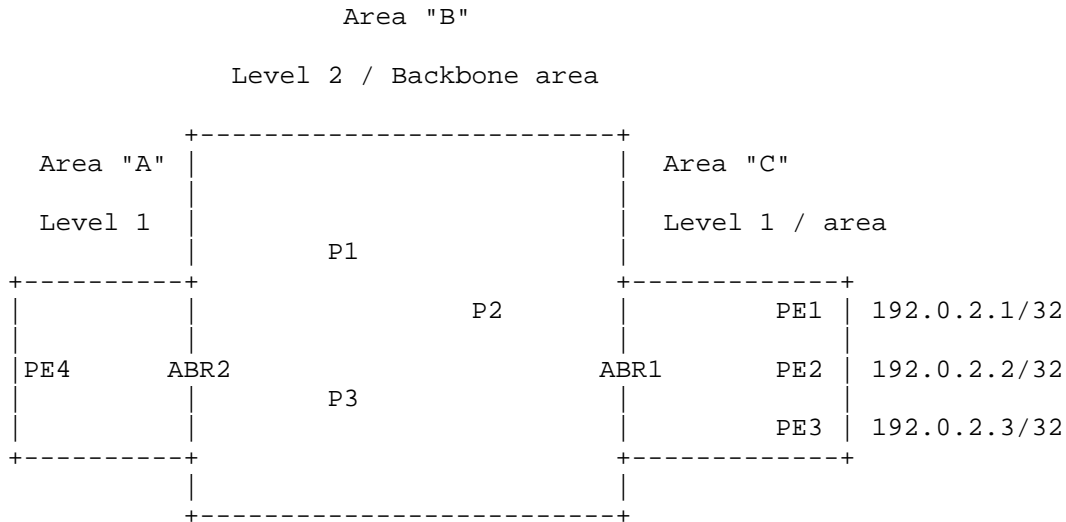 Area "B"
Level 2 / Backbone area
Area "A" Area "C"
Level 1 Level 1 / area
P1
P2 PE1 192.0.2.1/32
PE4 ABR2 ABR1 PE2 192.0.2.2/32
P3
PE3 192.0.2.3/32